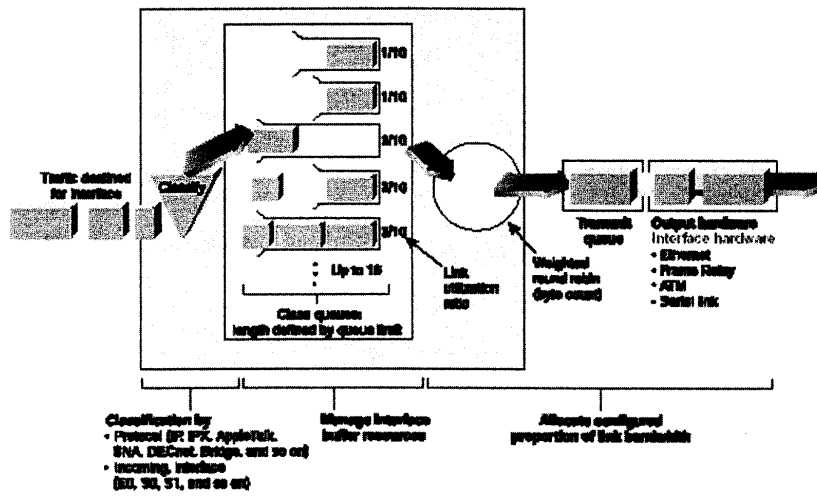 1/10
1/10
3/10
Traffic destined
for interface
Classify
2/10
3/10
Transmit
queue
Output hardware
Interface hardware
• Ethernet
• Frame Relay
• ATM
• Serial link
Up to 16
Link
utilization
ratio
Weighted
round robin
(byte count)
Class queues:
length defined by queue limit
Classification by
• Protocol (IP, IPX, AppleTalk,
SNA, DECnet, Bridge, and so on)
• Incoming, interface
(E0, S0, S1, and so on)
Manage interface
buffer resources
Allocate configured
proportion of link bandwidth